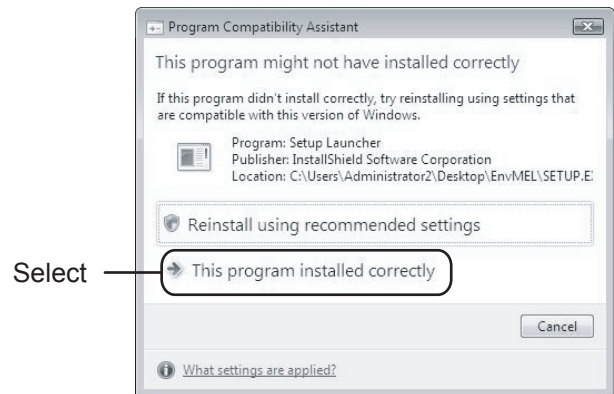 Program Compatibility Assistant
This program might not have installed correctly
If this program didn't install correctly, try reinstalling using settings that
are compatible with this version of Windows.
Program: Setup Launcher
Publisher: InstallShield Software Corporation
Location: C:\Users\Administrator2\Desktop\EnvMEL\SETUP.E
Reinstall using recommended settings
Select
This program installed correctly
Cancel
What settings are applied?